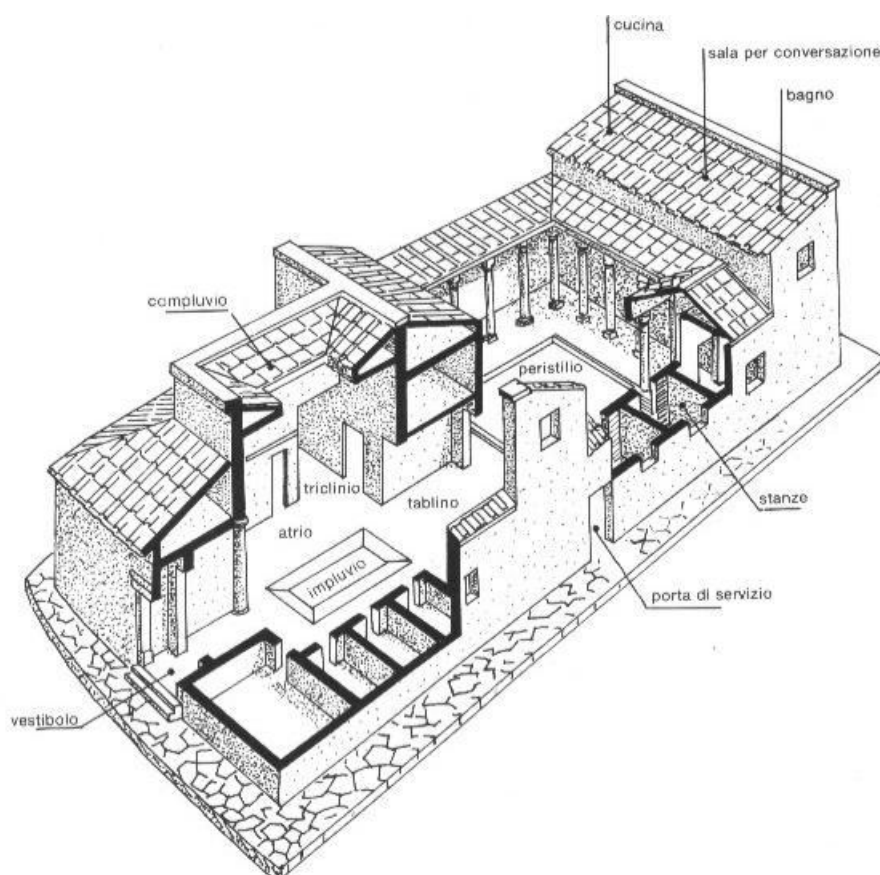 cucina
sala per conversazione
bagno
compluvio
peristilio
triclinio
tablino
stanze
atrio
impluvio
porta di servizio
vestibolo